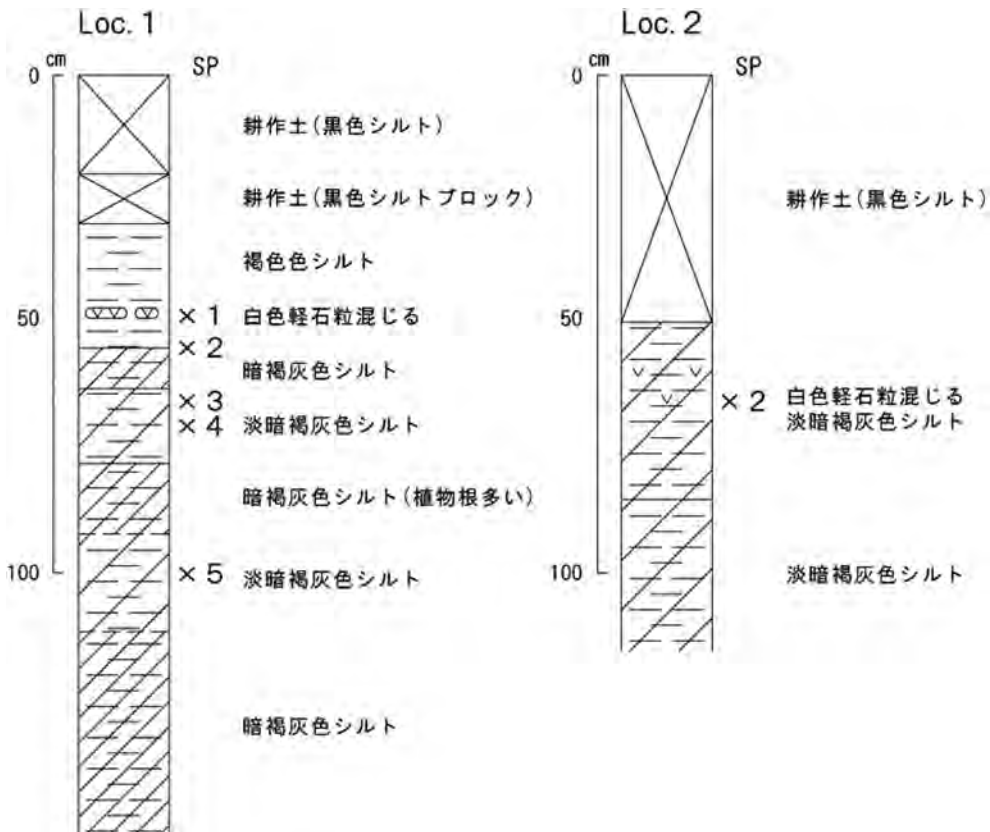 Loc. 1
cm
SP
0
耕作土(黒色シルト)
耕作土(黒色シルトブロック)
褐色色シルト
50
×1 白色軽石粒混じる
×2
暗褐灰色シルト
×3
×4 淡暗褐灰色シルト
暗褐灰色シルト(植物根多い)
100
×5 淡暗褐灰色シルト
暗褐灰色シルト
Loc. 2
cm
SP
0
耕作土(黒色シルト)
50
×2 白色軽石粒混じる
淡暗褐灰色シルト
100
淡暗褐灰色シルト